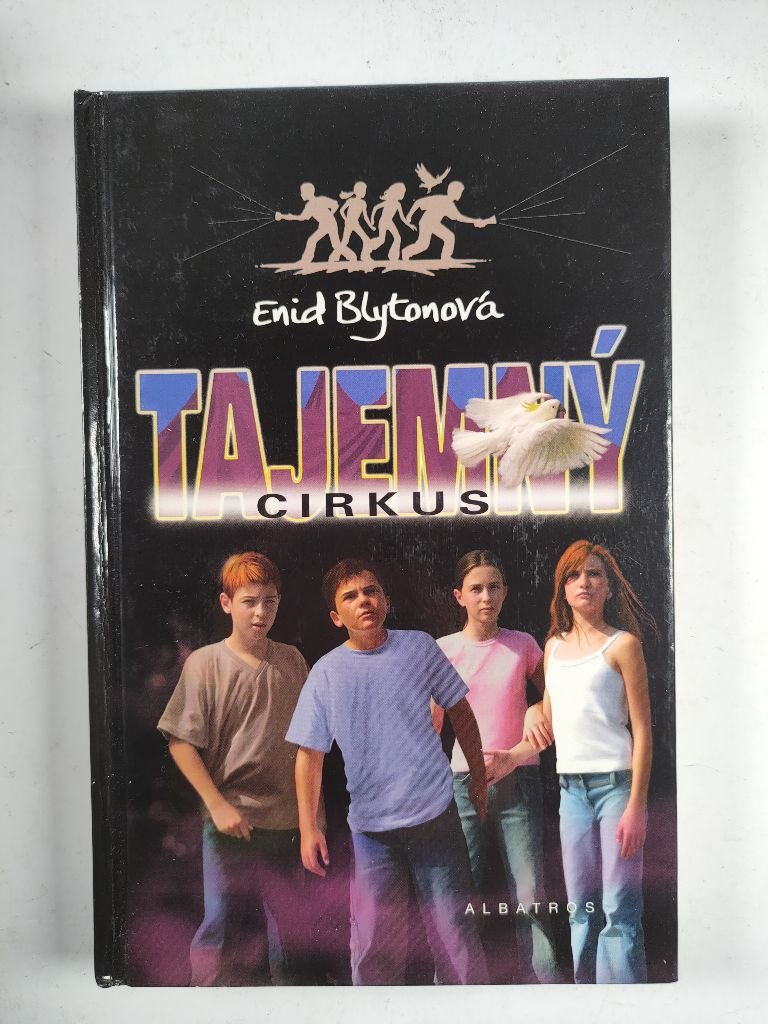 Enid Blytonová
TAJEMNÝ
CIRKUS
ALBATROS